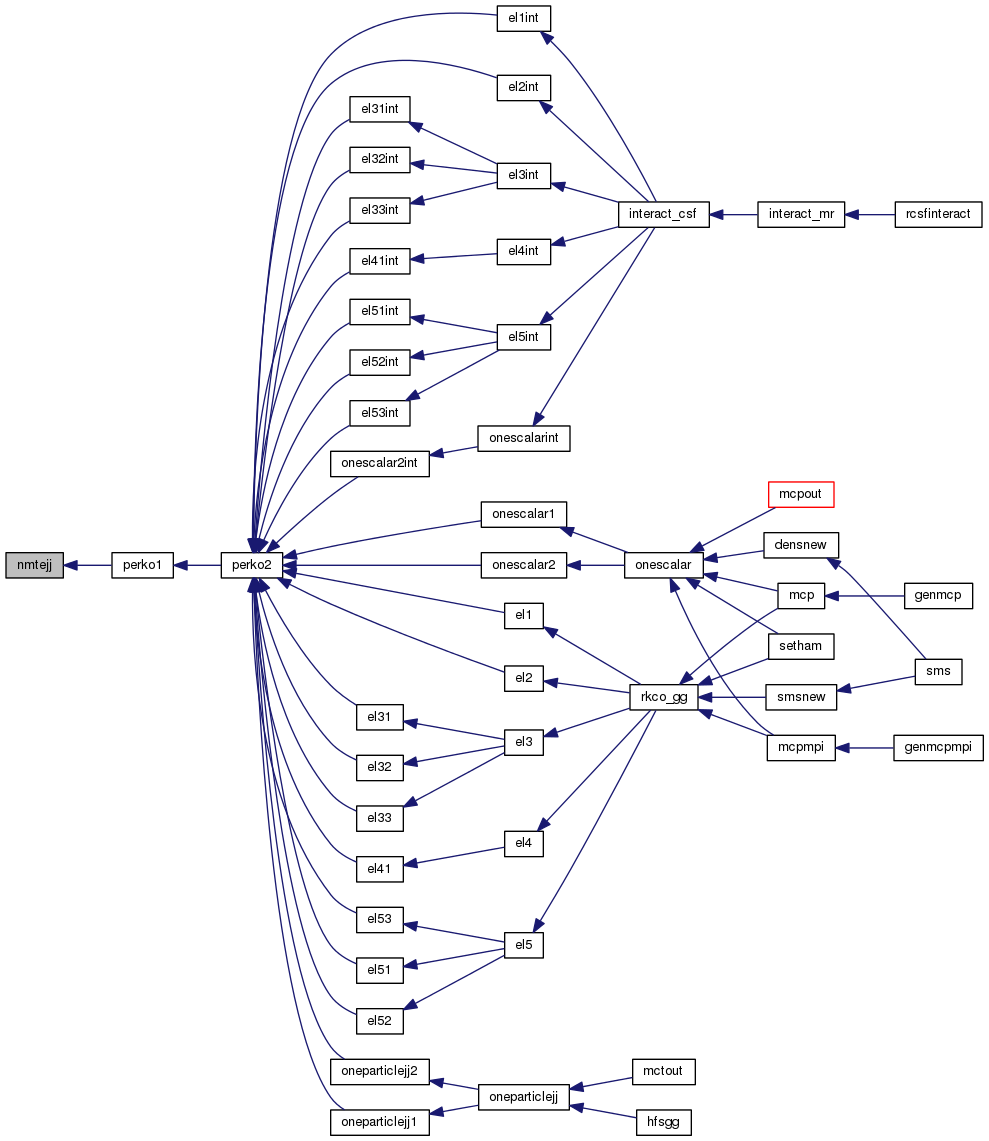 el1int
el2int
el31int
el32int
el3int
el33int
interact_csf
interact_mr
rcsfinteract
el41int
el4int
el51int
el5int
el52int
el53int
onescalarint
onescalar2int
mcpout
onescalar1
densnew
nmtejj
perko1
perko2
onescalar2
onescalar
mcp
genmcp
el1
setham
el2
sms
rkco_gg
smsnew
el31
el3
mcpmpi
genmcpmpi
el32
el33
el4
el41
el53
el5
el51
el52
oneparticlejj2
mctout
oneparticlejj
oneparticlejj1
hfsgg